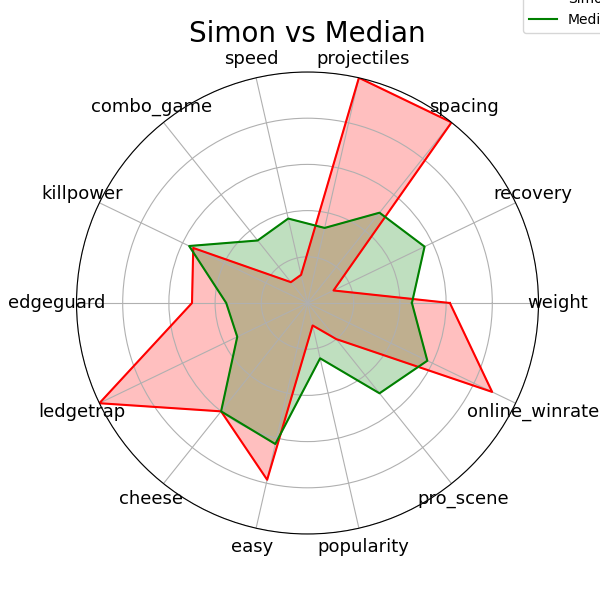 Simon vs Median
speed
projectiles
combo_game
spacing
killpower
recovery
edgeguard
weight
ledgetrap
online_winrate
cheese
pro_scene
easy
popularity